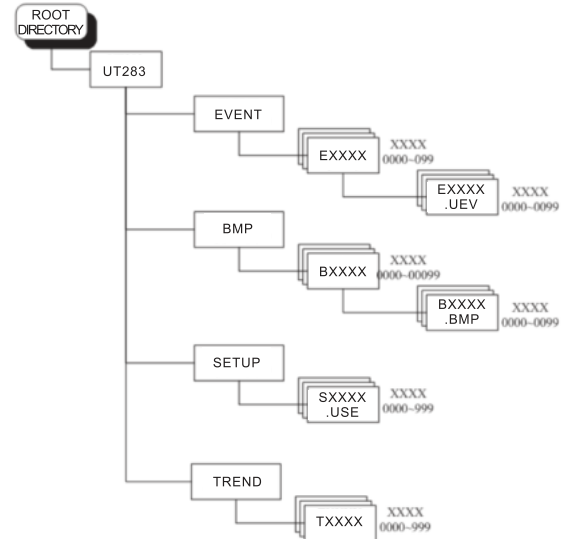 ROOT
DIRECTORY
UT283
EVENT
EXXXX
XXXX
0000~099
EXXXX
.UEV
XXXX
0000~0099
BMP
BXXXX
XXXX
0000~00099
BXXXX
.BMP
XXXX
0000~0099
SETUP
SXXXX
.USE
XXXX
0000~999
TREND
TXXXX
XXXX
0000~999